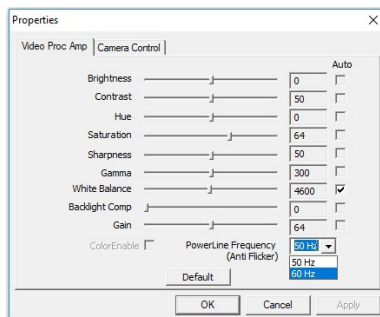 Properties
Video Proc Amp Camera Control
Auto
Brightness 0
Contrast 50
Hue 0
Saturation 64
Sharpness 50
Gamma 300
White Balance 4600
Backlight Comp 0
Gain 64
ColorEnable PowerLine Frequency 50 Hz
(Anti Flicker)
50 Hz
60 Hz
Default
OK Cancel Apply